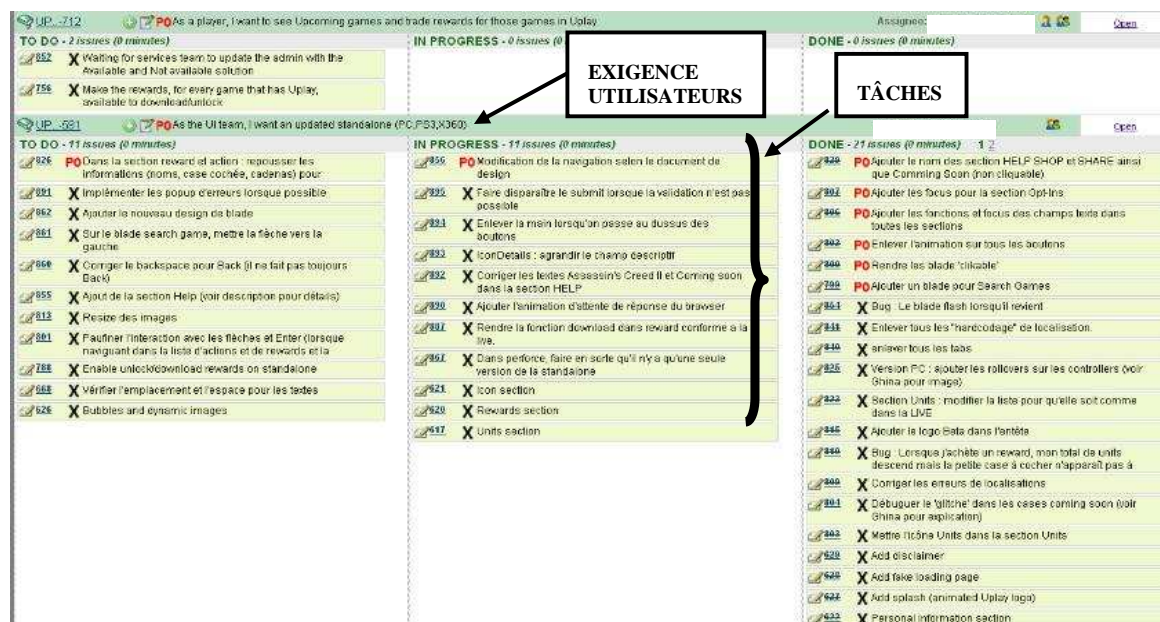 UP...-712 PO As a player, I want to see Upcoming games and trade rewards for those games in Uplay Assignee: Open
TO DO - 2 issues (0 minutes)
852 X Waiting for services team to update the admin with the
Available and Not available solution
756 X Make the rewards, for every game that has Uplay,
available to download/unlock
IN PROGRESS - 0 issues (0
DONE - 0 issues (0 minutes)
EXIGENCE
UTILISATEURS
TÂCHES
UP...-591 PO As the UI team, I want an updated standalone (PC,PS3,X360) Open
TO DO - 11 issues (0 minutes)
826 PO Dans la section reward et action : repousser les
informations (noms, case cochée, cadenas) pour
891 X Implémenter les popup d'erreurs lorsque possible
862 X Ajouter le nouveau design de blade
861 X Sur le blade search game, mettre la flèche vers la
gauche
860 X Corriger le backspace pour Back (il ne fait pas toujours
Back)
855 X Ajout de la section Help (voir description pour détails)
813 X Resize des images
801 X Paufiner l'interaction avec les flèches et Enter (lorsque
naviguant dans la liste d'actions et de rewards et la
788 X Enable unlock/download rewards on standalone
668 X Vérifier l'emplacement et l'espace pour les textes
626 X Bubbles and dynamic images
IN PROGRESS - 11 issues (0 minutes)
856 PO Modification de la navigation selon le document de
design
895 X Faire disparaître le submit lorsque la validation n'est pas
possible
894 X Enlever la main lorsqu'on passe au dussus des
boutons
893 X IconDetails : agrandir le champ descriptif
892 X Corriger les textes Assassin's Creed II et Coming soon
dans la section HELP
890 X Ajouter l'animation d'attente de réponse du browser
887 X Rendre la fonction download dans reward conforme a la
live.
867 X Dans perforce, faire en sorte qu'il n'y a qu'une seule
version de la standalone
621 X Icon section
620 X Rewards section
617 X Units section
DONE - 21 issues (0 minutes) 1 2
PO Ajouter le nom des section HELP SHOP et SHARE ainsi
que Comming Soon (non cliquable)
PO Ajouter les focus pour la section Opt-Ins
PO Ajouter les fonctions et focus des champs texte dans
toutes les sections
PO Enlever l'animation sur tous les boutons
PO Rendre les blade 'clikable'
PO Ajouter un blade pour Search Games
X Bug : Le blade flash lorsqu'il revient
X Enlever tous les "hardcodage" de localisation.
X enlever tous les tabs
X Version PC : ajouter les rollovers sur les controllers (voir
Ghina pour image)
X Section Units : modifier la liste pour qu'elle soit comme
dans la LIVE
X Ajouter le logo Beta dans l'entête
X Bug : Lorsque j'achète un reward, mon total de units
descend mais la petite case à cocher n'apparaît pas à
X Corriger les erreurs de localisations
X Débuguer le 'glitche' dans les cases coming soon (voir
Ghina pour explication)
X Mettre l'icône Units dans la section Units
629 X Add disclaimer
628 X Add fake loading page
627 X Add splash (animated Uplay logo)
X Personal information section